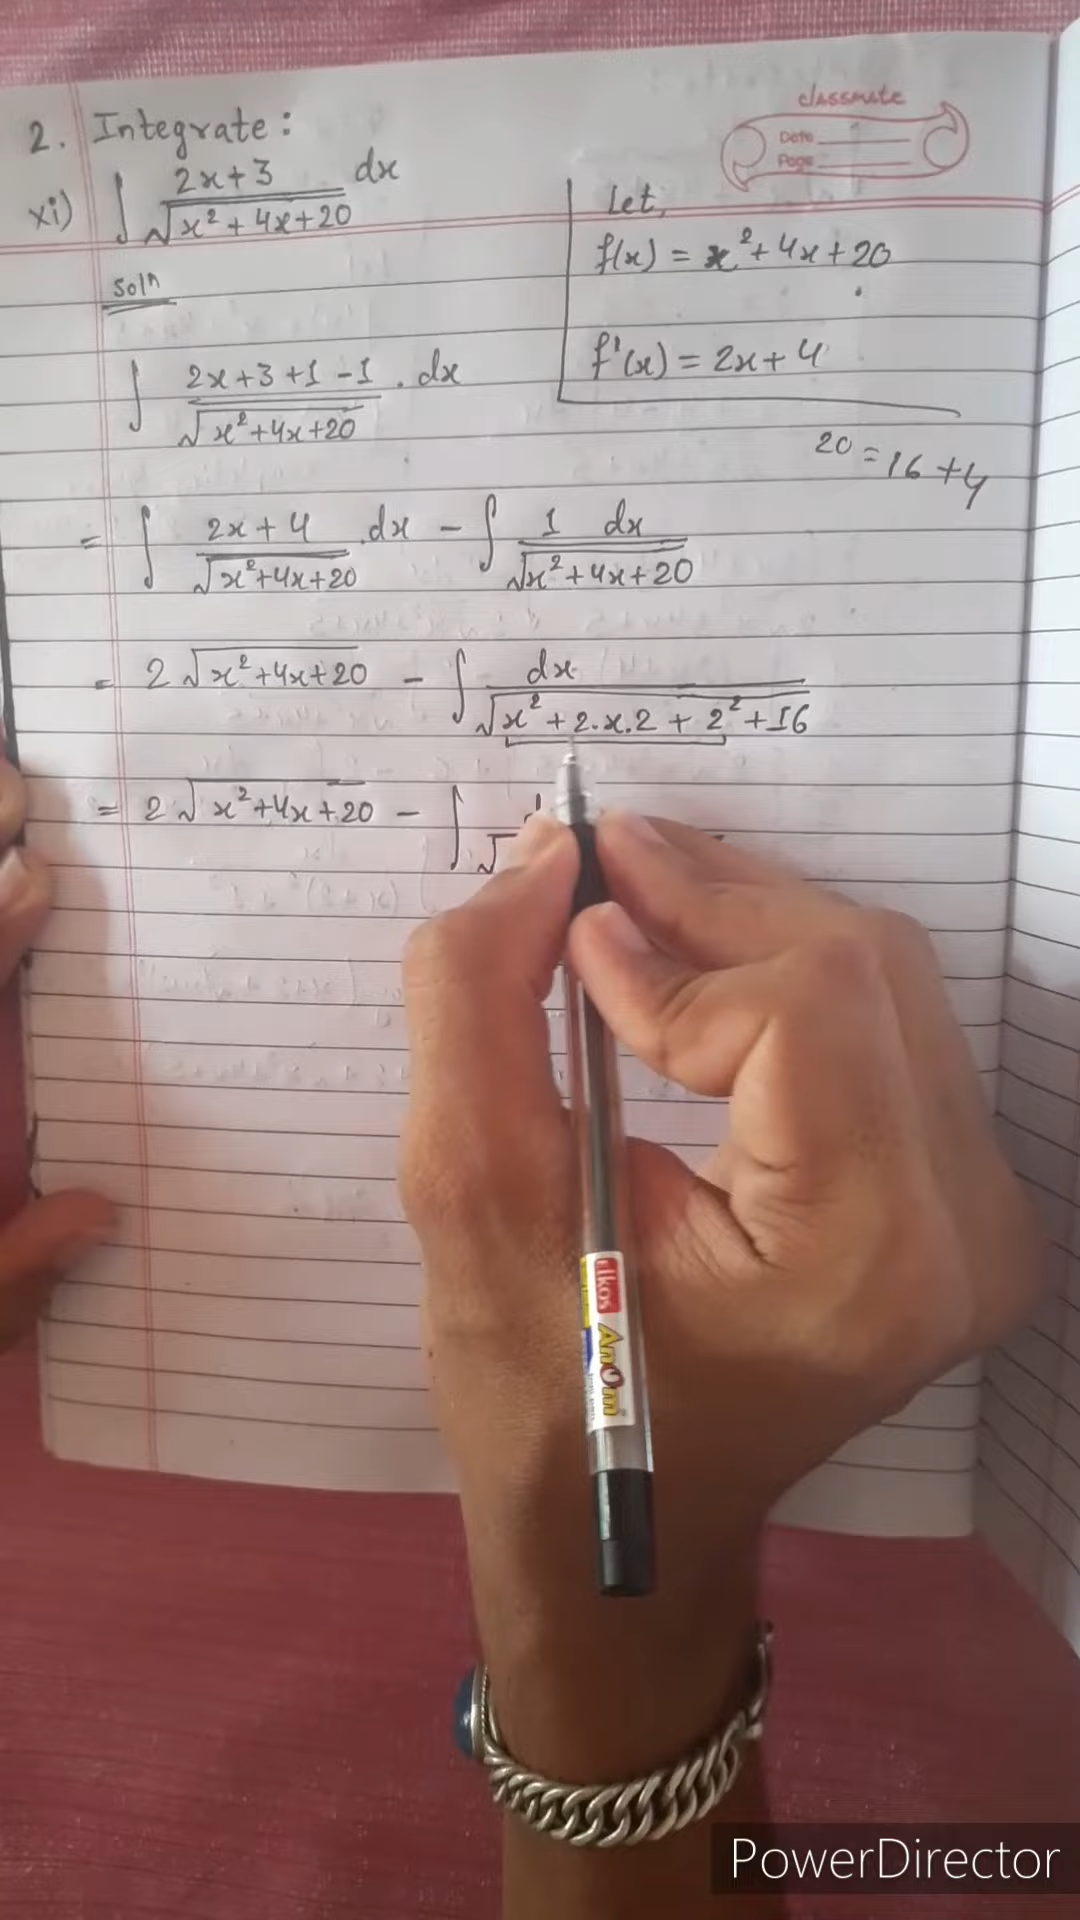 classmate
Date
Page
2. Integrate:
xi) ∫ 2x+3 / √x²+4x+20 dx
Let,
f(x) = x²+4x+20
f'(x) = 2x+4
Solⁿ
∫ 2x+3+1-1 / √x²+4x+20 . dx
20 = 16+4
= ∫ 2x+4 / √x²+4x+20 .dx - ∫ 1 dx / √x²+4x+20
= 2√x²+4x+20 - ∫ dx / √x²+2.x.2+2²+16
= 2√x²+4x+20 - ∫
elkos
Anum
PowerDirector